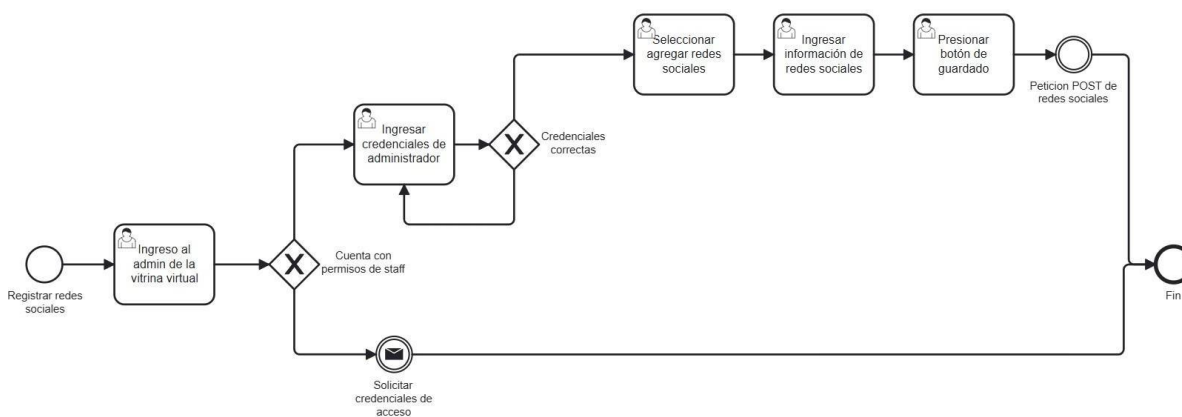 Seleccionar
agregar redes
sociales
Ingresar
información de
redes sociales
Presionar
botón de
guardado
Peticion POST de
redes sociales
Ingresar
credenciales de
administrador
Credenciales
correctas
Ingreso al
admin de la
vitrina virtual
Cuenta con
permisos de staff
Registrar redes
sociales
Fin
Solicitar
credenciales de
acceso